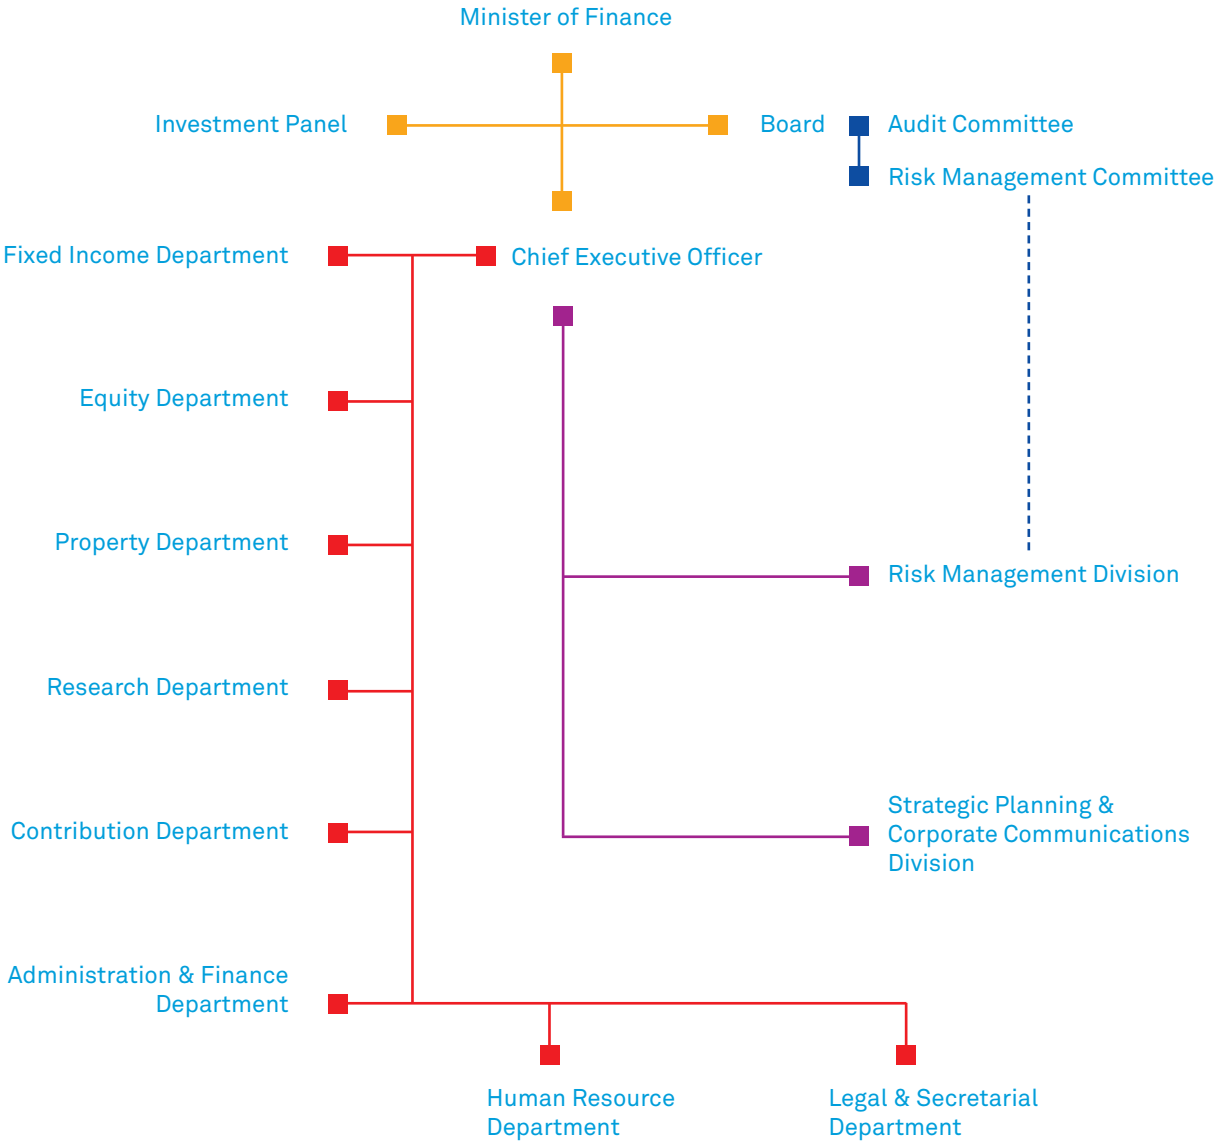 Minister of Finance
Investment Panel
Board
Audit Committee
Risk Management Committee
Fixed Income Department
Chief Executive Officer
Equity Department
Property Department
Risk Management Division
Research Department
Contribution Department
Strategic Planning &
Corporate Communications
Division
Administration & Finance
Department
Human Resource
Department
Legal & Secretarial
Department